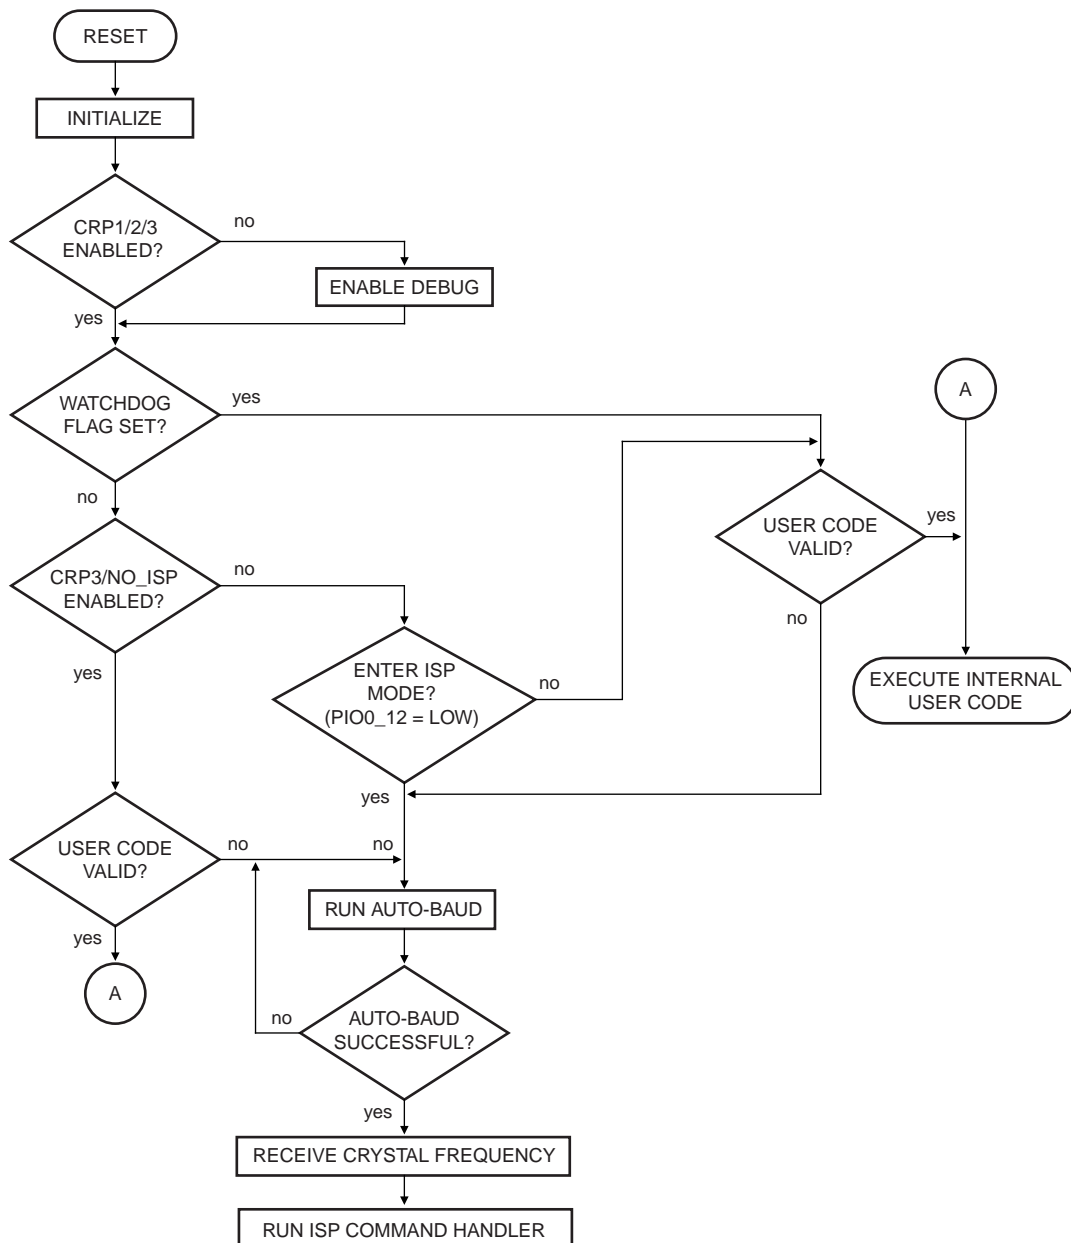 RESET
INITIALIZE
CRP1/2/3
ENABLED?
no
ENABLE DEBUG
yes
WATCHDOG
FLAG SET?
yes
A
no
USER CODE
VALID?
yes
no
CRP3/NO_ISP
ENABLED?
no
yes
ENTER ISP
MODE?
(PIO0_12 = LOW)
no
EXECUTE INTERNAL
USER CODE
yes
USER CODE
VALID?
no
no
RUN AUTO-BAUD
yes
A
AUTO-BAUD
SUCCESSFUL?
no
yes
RECEIVE CRYSTAL FREQUENCY
RUN ISP COMMAND HANDLER